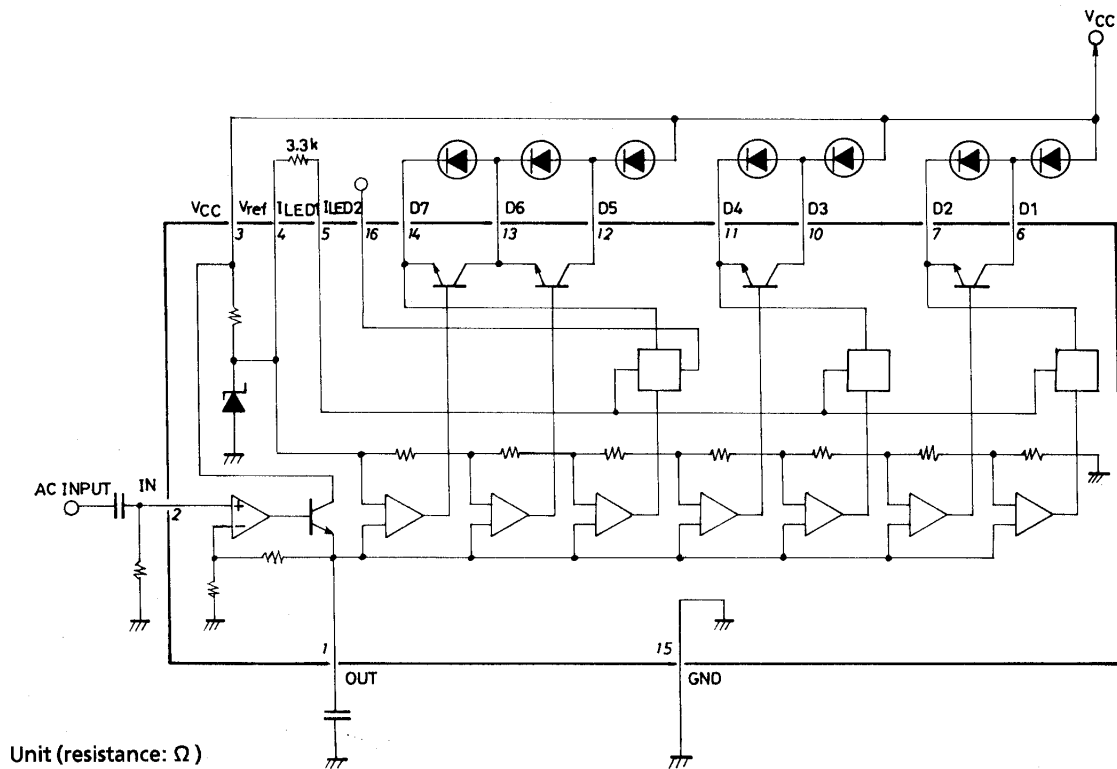 VCC
3.3k
VCC Vref ILED1 ILED2 D7 D6 D5 D4 D3 D2 D1
3 4 5 16 14 13 12 11 10 7 6
AC INPUT IN
2
+
−
1 15
OUT GND
Unit (resistance: Ω)